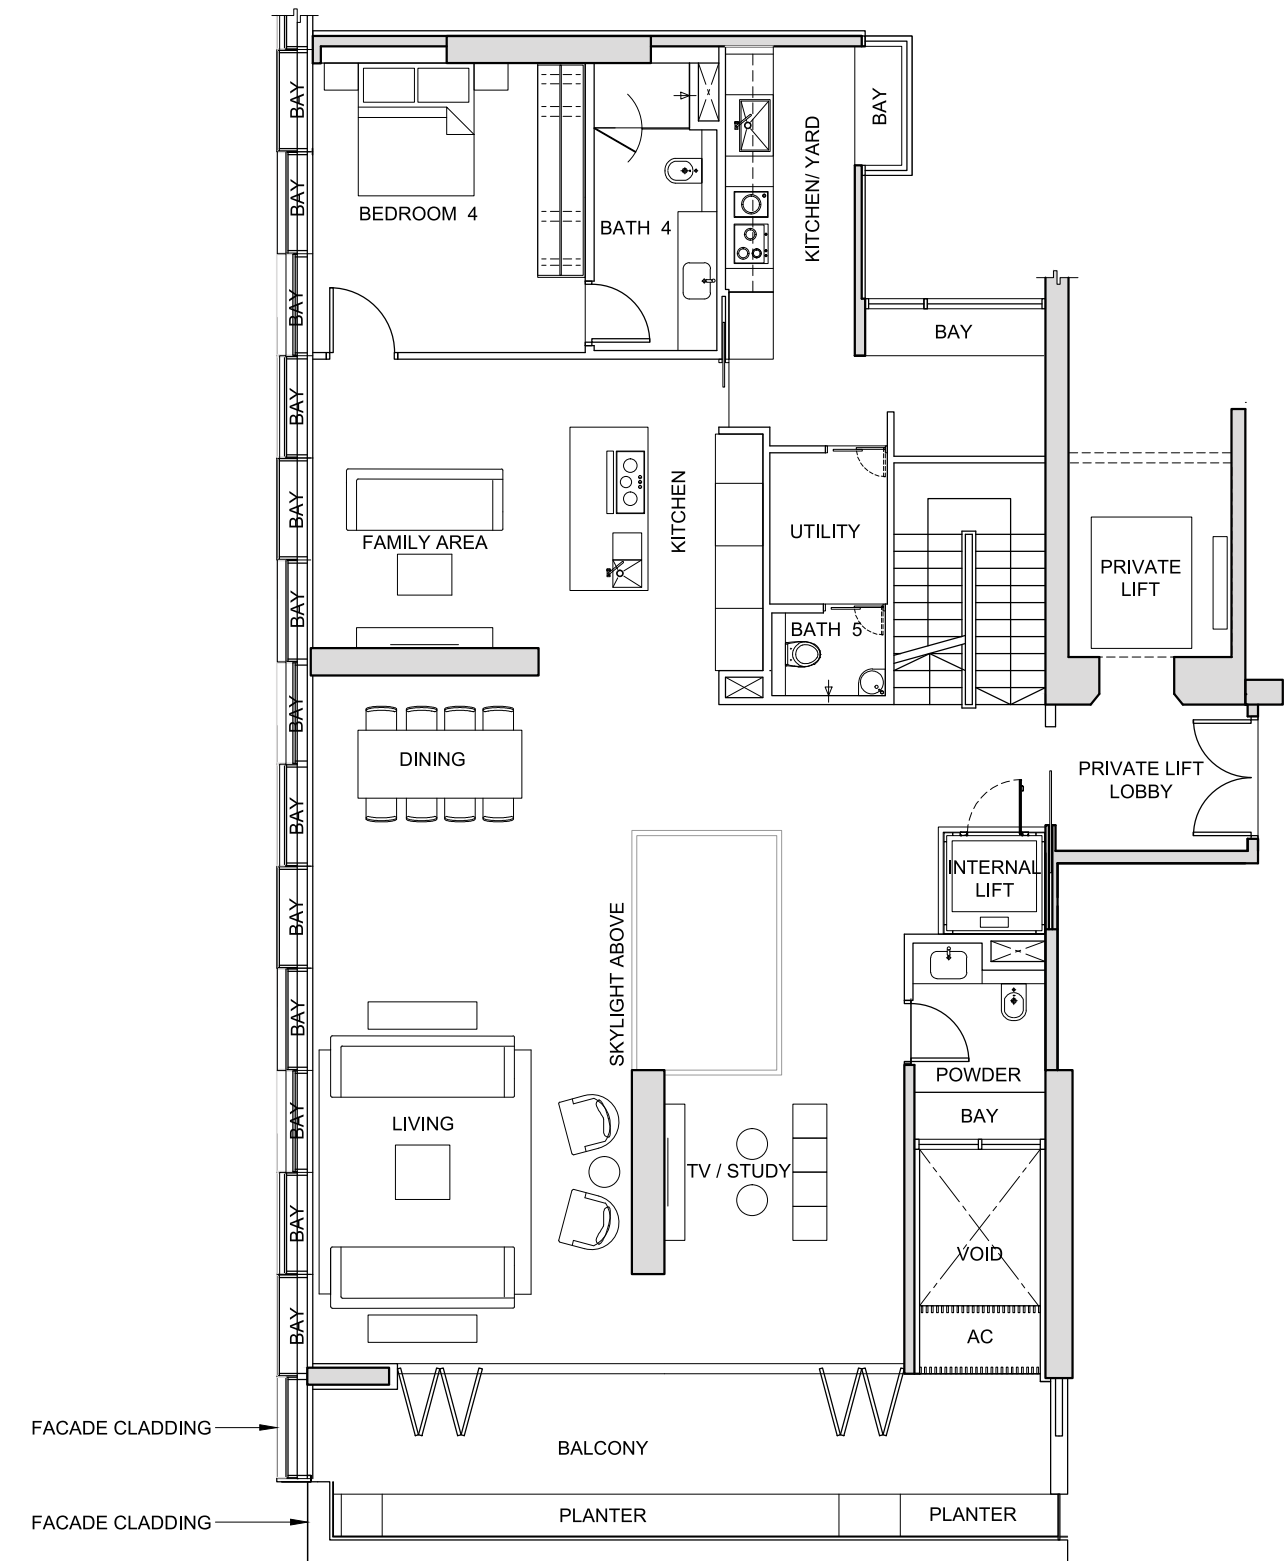 BAY
BAY
BAY
BAY
BAY
BAY
BAY
BAY
BAY
BAY
BAY
BAY
BAY
BEDROOM 4
BATH 4
KITCHEN/ YARD
BAY
BAY
FAMILY AREA
KITCHEN
UTILITY
BATH 5
PRIVATE
LIFT
DINING
PRIVATE LIFT
LOBBY
INTERNAL
LIFT
SKYLIGHT ABOVE
POWDER
BAY
LIVING
TV / STUDY
VOID
AC
FACADE CLADDING
BALCONY
FACADE CLADDING
PLANTER
PLANTER